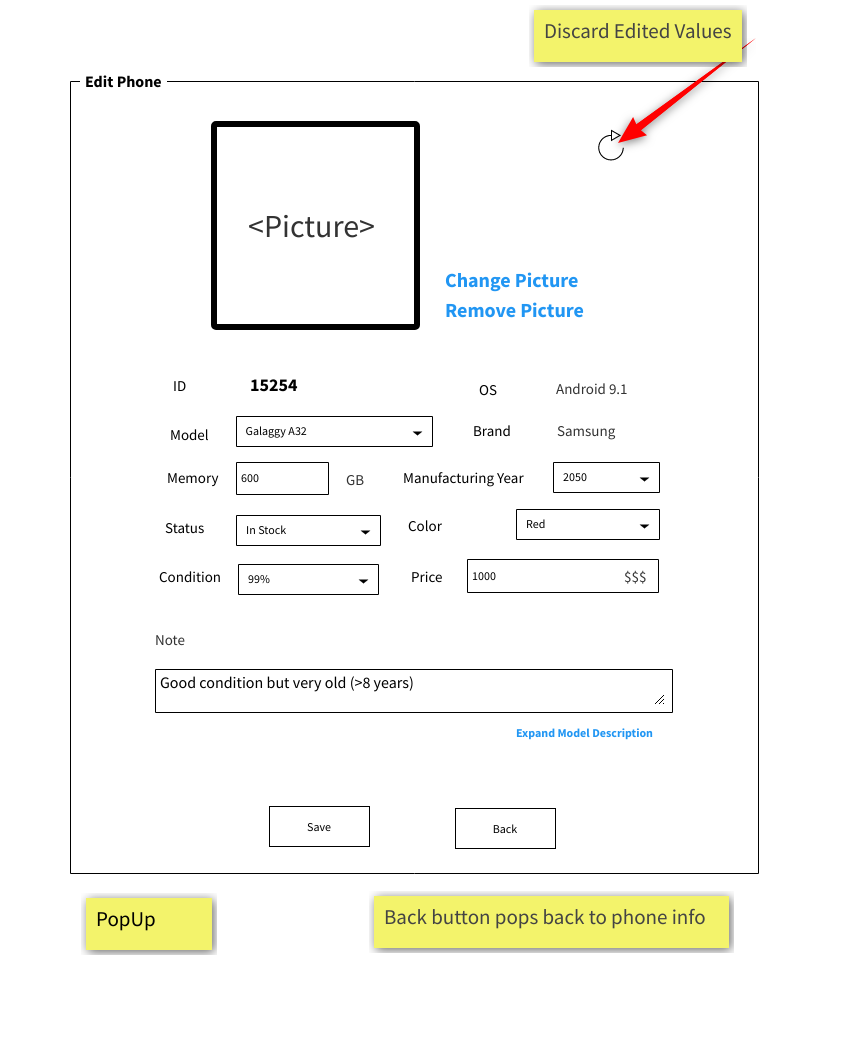 Discard Edited Values
Edit Phone
<Picture>
Change Picture
Remove Picture
ID 15254 OS Android 9.1
Model Galaggy A32 Brand Samsung
Memory 600 GB Manufacturing Year 2050
Status In Stock Color Red
Condition 99% Price 1000 $$$
Note
Good condition but very old (>8 years)
Expand Model Description
Save Back
PopUp Back button pops back to phone info